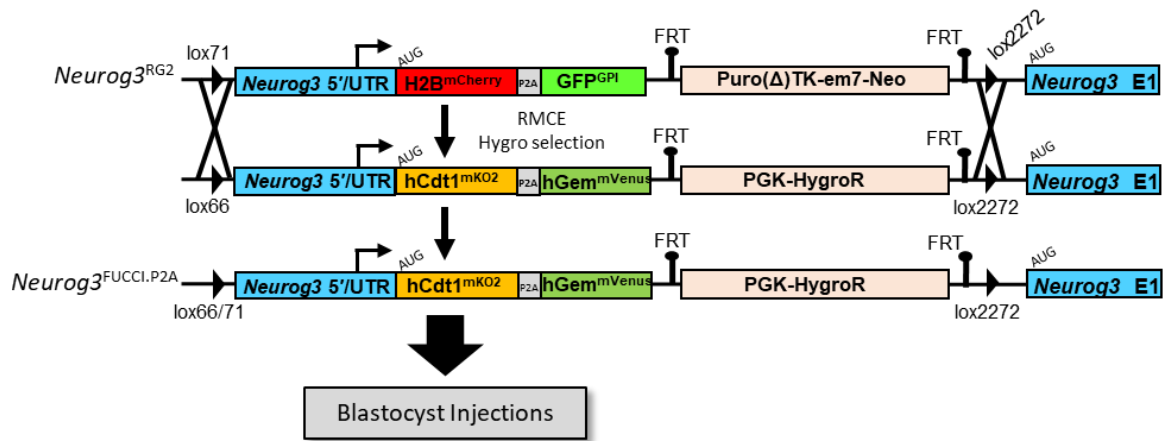 lox71
AUG
FRT
FRT
lox2272
AUG
Neurog3RG2
Neurog3 5'/UTR
H2BmCherry
P2A
GFPGPI
Puro(Δ)TK-em7-Neo
Neurog3 E1
RMCE
Hygro selection
AUG
FRT
FRT
AUG
Neurog3 5'/UTR
hCdt1mKO2
P2A
hGemmVenus
PGK-HygroR
Neurog3 E1
lox66
lox2272
AUG
FRT
FRT
AUG
Neurog3FUCCI.P2A
Neurog3 5'/UTR
hCdt1mKO2
P2A
hGemmVenus
PGK-HygroR
Neurog3 E1
lox66/71
lox2272
Blastocyst Injections